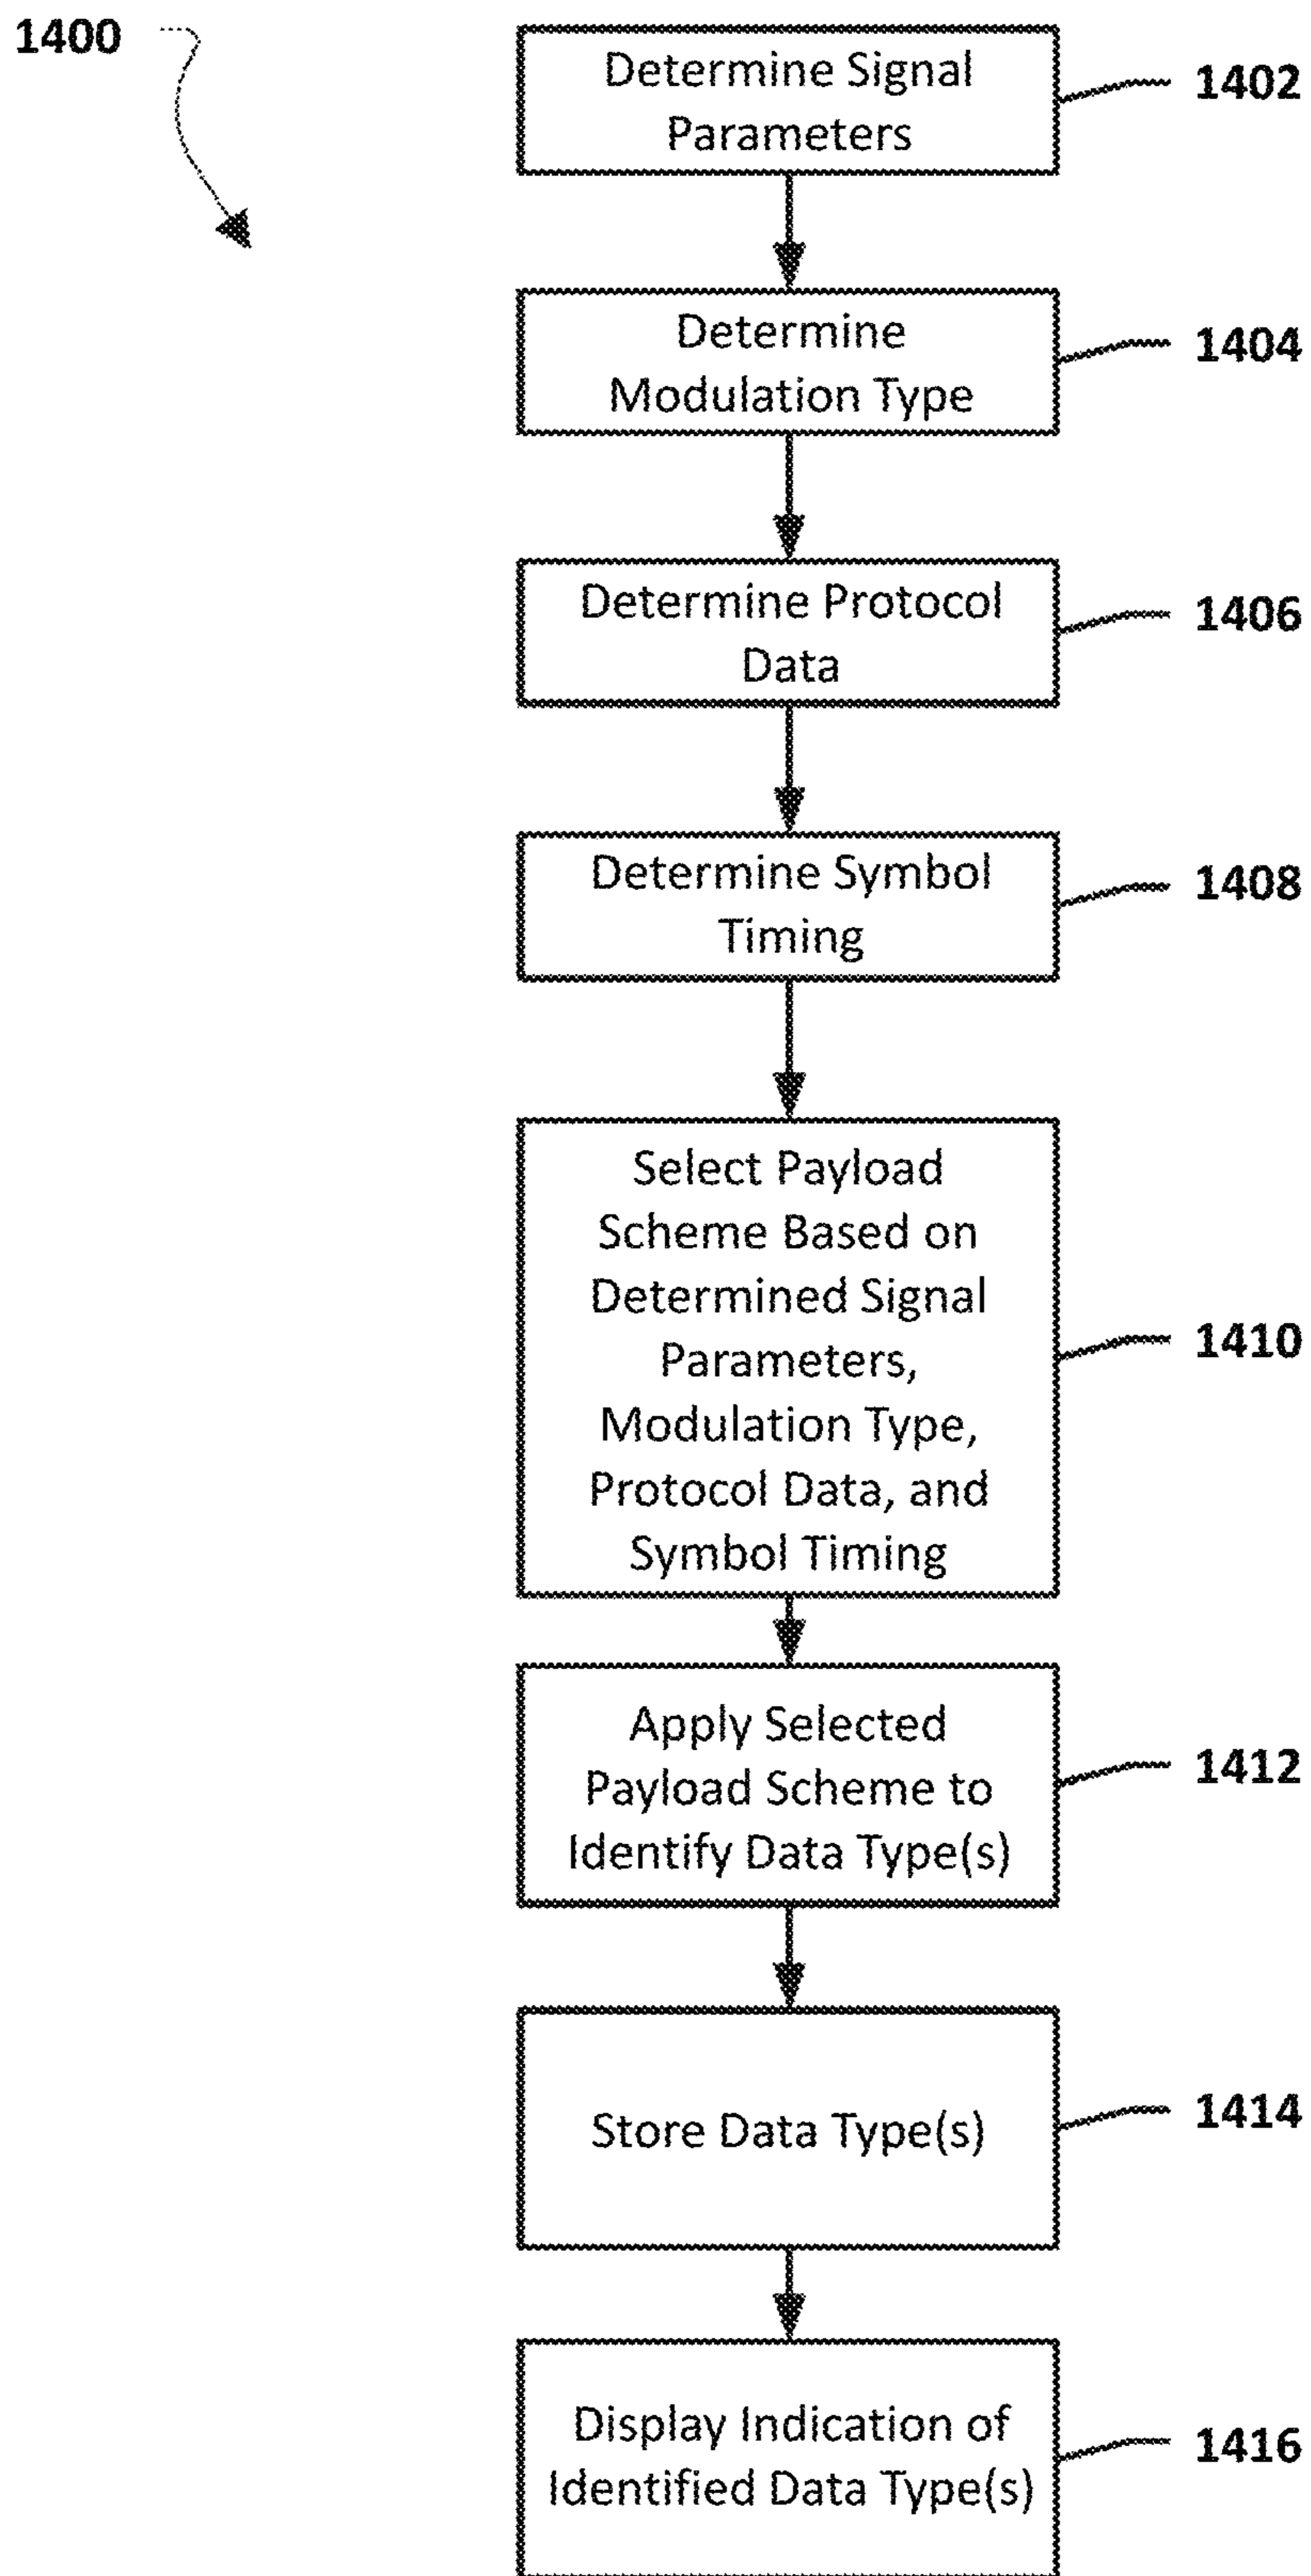 1400
Determine Signal
Parameters
1402
Determine
Modulation Type
1404
Determine Protocol
Data
1406
Determine Symbol
Timing
1408
Select Payload
Scheme Based on
Determined Signal
Parameters,
Modulation Type,
Protocol Data, and
Symbol Timing
1410
Apply Selected
Payload Scheme to
Identify Data Type(s)
1412
Store Data Type(s)
1414
Display Indication of
Identified Data Type(s)
1416